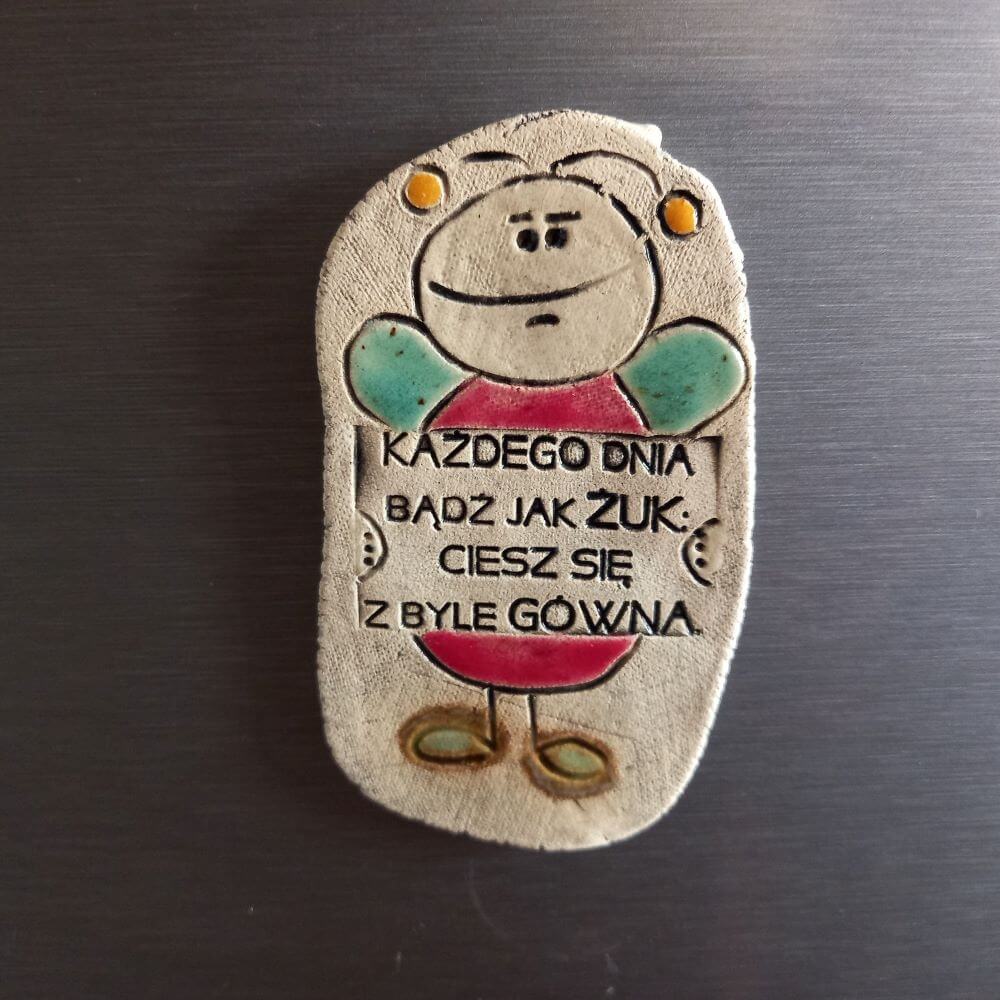 KAŻDEGO DNIA
BĄDŹ JAK ŻUK:
CIESZ SIĘ
Z BYLE GÓWNA.